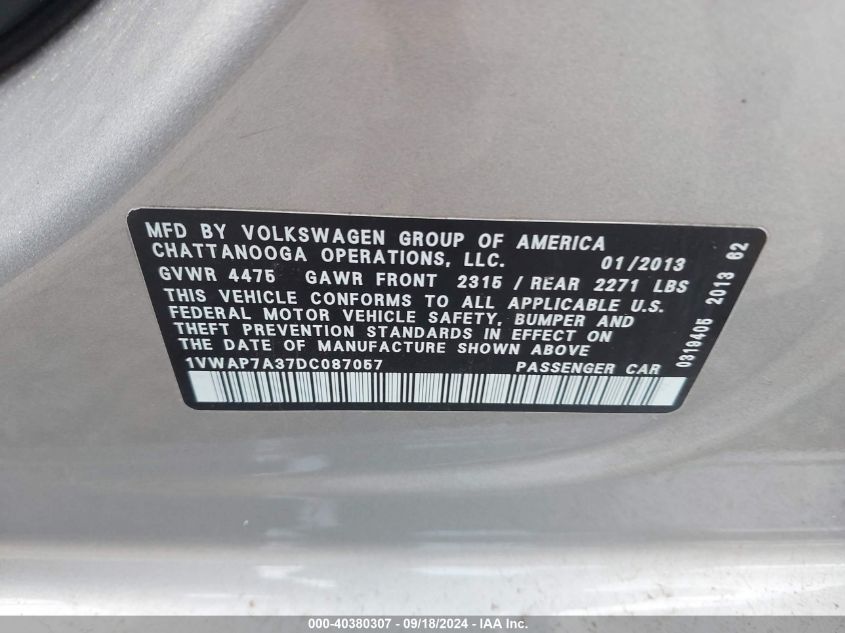 MFD BY VOLKSWAGEN GROUP OF AMERICA
CHATTANOOGA OPERATIONS, LLC. 01/2013
GVWR 4475 GAWR FRONT 2315 / REAR 2271 LBS
THIS VEHICLE CONFORMS TO ALL APPLICABLE U.S.
FEDERAL MOTOR VEHICLE SAFETY, BUMPER AND
THEFT PREVENTION STANDARDS IN EFFECT ON
THE DATE OF MANUFACTURE SHOWN ABOVE
1VWAP7A37DC087057 PASSENGER CAR
0319405 2013 62
000-40380307 - 09/18/2024 - IAA Inc.